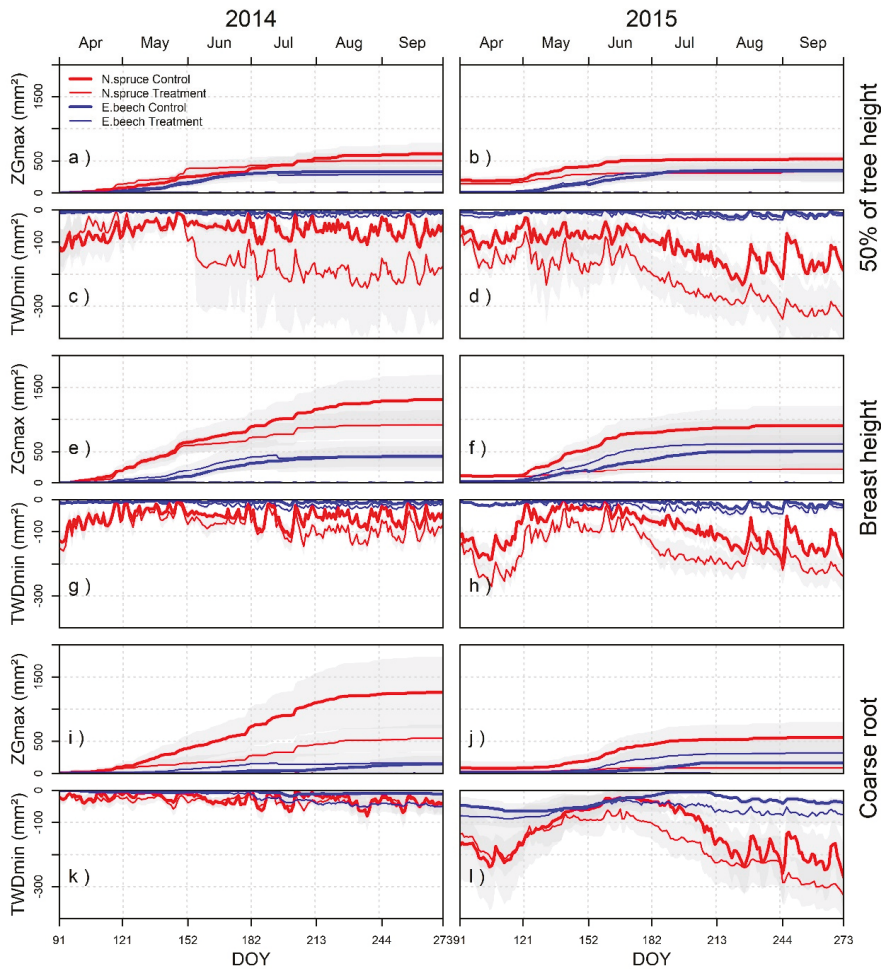 2014 2015
Apr May Jun Jul Aug Sep Apr May Jun Jul Aug Sep
N.spruce Control
N.spruce Treatment
E.beech Control
E.beech Treatment
ZGmax (mm²)
1500
500
0
a )
b )
50% of tree height
TWDmin (mm²)
0
-100
-300
c )
d )
ZGmax (mm²)
1500
500
0
e )
f )
Breast height
TWDmin (mm²)
0
-100
-300
g )
h )
ZGmax (mm²)
1500
500
0
i )
j )
Coarse root
TWDmin (mm²)
0
-100
-300
k )
l )
91 121 152 182 213 244 273 91 121 152 182 213 244 273
DOY DOY